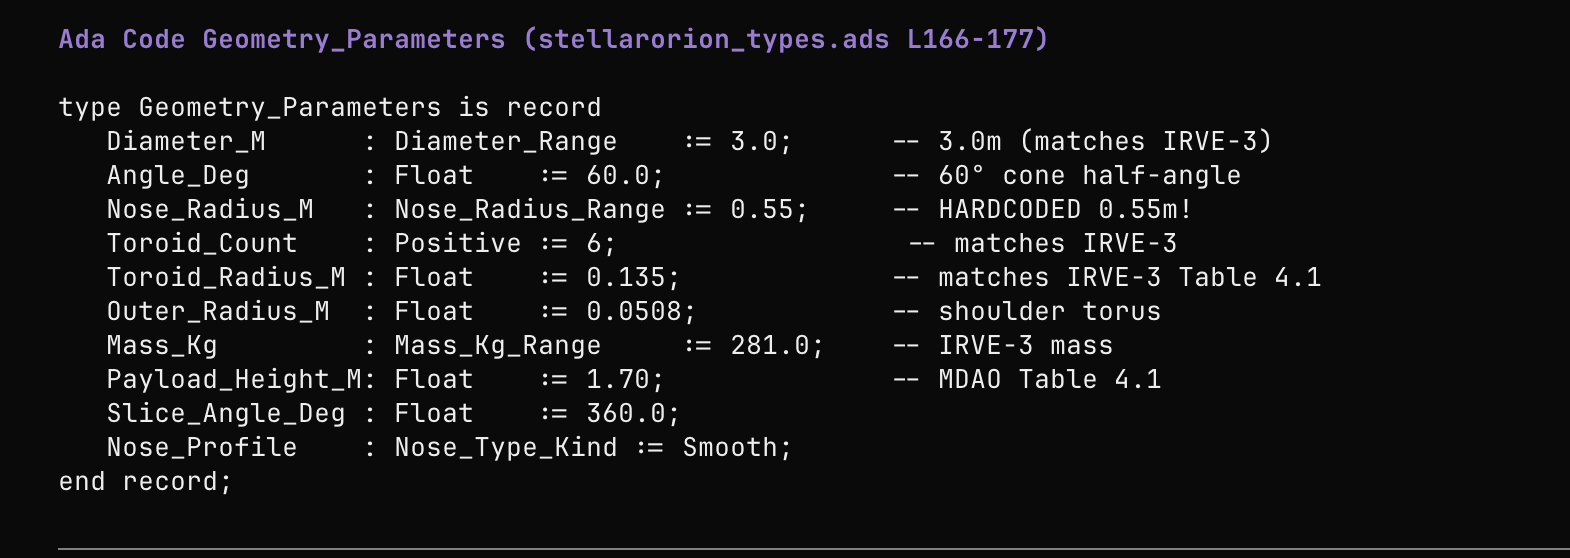 Ada Code Geometry_Parameters (stellarorion_types.ads L166-177)
type Geometry_Parameters is record
   Diameter_M      : Diameter_Range    := 3.0;      -- 3.0m (matches IRVE-3)
   Angle_Deg       : Float    := 60.0;              -- 60° cone half-angle
   Nose_Radius_M   : Nose_Radius_Range := 0.55;     -- HARDCODED 0.55m!
   Toroid_Count    : Positive := 6;                  -- matches IRVE-3
   Toroid_Radius_M : Float    := 0.135;             -- matches IRVE-3 Table 4.1
   Outer_Radius_M  : Float    := 0.0508;            -- shoulder torus
   Mass_Kg         : Mass_Kg_Range     := 281.0;    -- IRVE-3 mass
   Payload_Height_M: Float    := 1.70;              -- MDAO Table 4.1
   Slice_Angle_Deg : Float    := 360.0;
   Nose_Profile    : Nose_Type_Kind := Smooth;
end record;